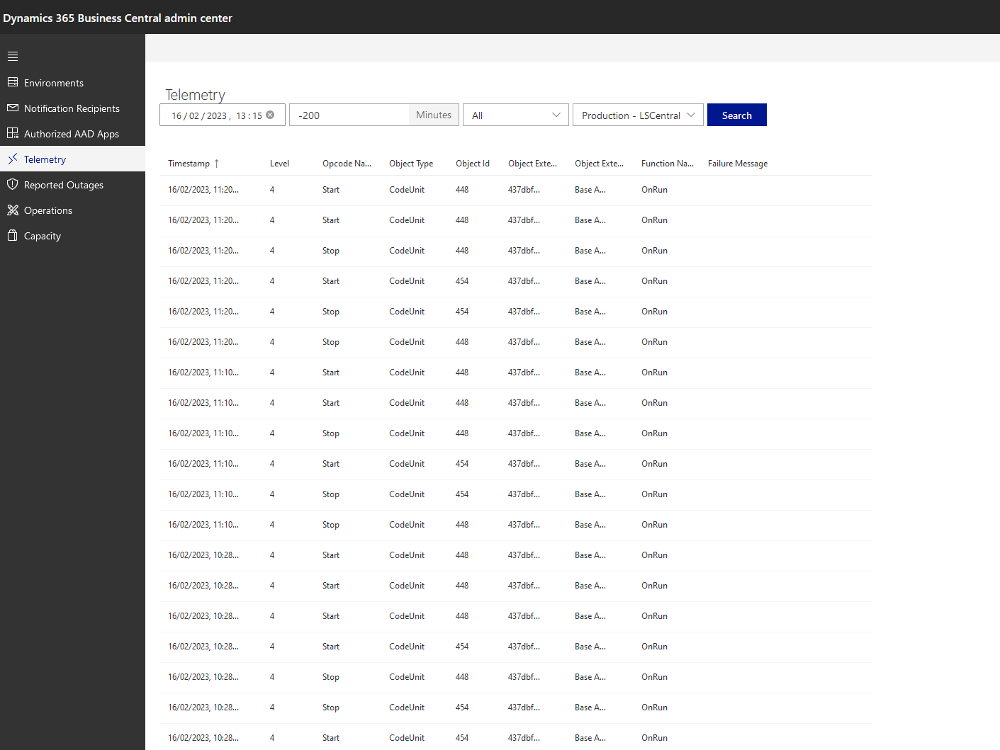 Dynamics 365 Business Central admin center
Environments
Notification Recipients
Authorized AAD Apps
Telemetry
Reported Outages
Operations
Capacity
Telemetry
16 / 02 / 2023 , 13 : 15 -200 Minutes All Production - LSCentral Search
Timestamp ↑ Level Opcode Na... Object Type Object Id Object Exte... Object Exte... Function Na... Failure Message
16/02/2023, 11:20... 4 Start CodeUnit 448 437dbf... Base A... OnRun
16/02/2023, 11:20... 4 Start CodeUnit 448 437dbf... Base A... OnRun
16/02/2023, 11:20... 4 Stop CodeUnit 448 437dbf... Base A... OnRun
16/02/2023, 11:20... 4 Start CodeUnit 454 437dbf... Base A... OnRun
16/02/2023, 11:20... 4 Stop CodeUnit 454 437dbf... Base A... OnRun
16/02/2023, 11:20... 4 Stop CodeUnit 448 437dbf... Base A... OnRun
16/02/2023, 11:10... 4 Start CodeUnit 448 437dbf... Base A... OnRun
16/02/2023, 11:10... 4 Start CodeUnit 448 437dbf... Base A... OnRun
16/02/2023, 11:10... 4 Stop CodeUnit 448 437dbf... Base A... OnRun
16/02/2023, 11:10... 4 Start CodeUnit 454 437dbf... Base A... OnRun
16/02/2023, 11:10... 4 Stop CodeUnit 454 437dbf... Base A... OnRun
16/02/2023, 11:10... 4 Stop CodeUnit 448 437dbf... Base A... OnRun
16/02/2023, 10:28... 4 Start CodeUnit 448 437dbf... Base A... OnRun
16/02/2023, 10:28... 4 Start CodeUnit 448 437dbf... Base A... OnRun
16/02/2023, 10:28... 4 Start CodeUnit 448 437dbf... Base A... OnRun
16/02/2023, 10:28... 4 Start CodeUnit 454 437dbf... Base A... OnRun
16/02/2023, 10:28... 4 Stop CodeUnit 448 437dbf... Base A... OnRun
16/02/2023, 10:28... 4 Stop CodeUnit 454 437dbf... Base A... OnRun
16/02/2023, 10:28... 4 Start CodeUnit 454 437dbf... Base A... OnRun